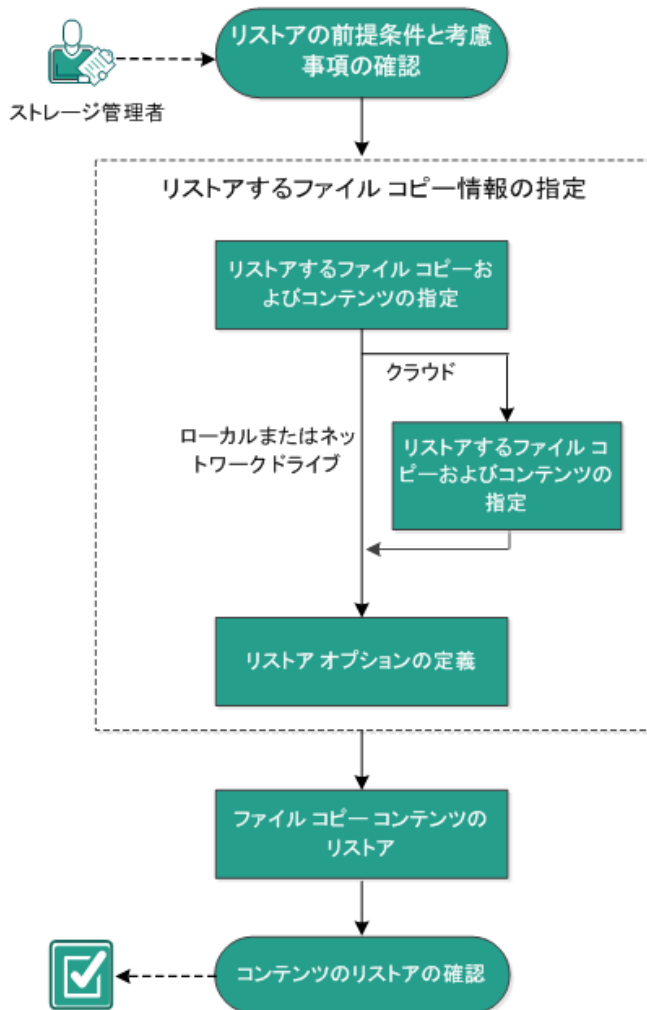 リストアの前提条件と考慮
事項の確認
ストレージ管理者
リストアするファイル コピー情報の指定
リストアするファイル コピーお
よびコンテンツの指定
クラウド
ローカルまたはネッ
トワークドライブ
リストアするファイル コ
ピーおよびコンテンツの
指定
リストア オプションの定義
ファイル コピー コンテンツの
リストア
コンテンツのリストアの確認